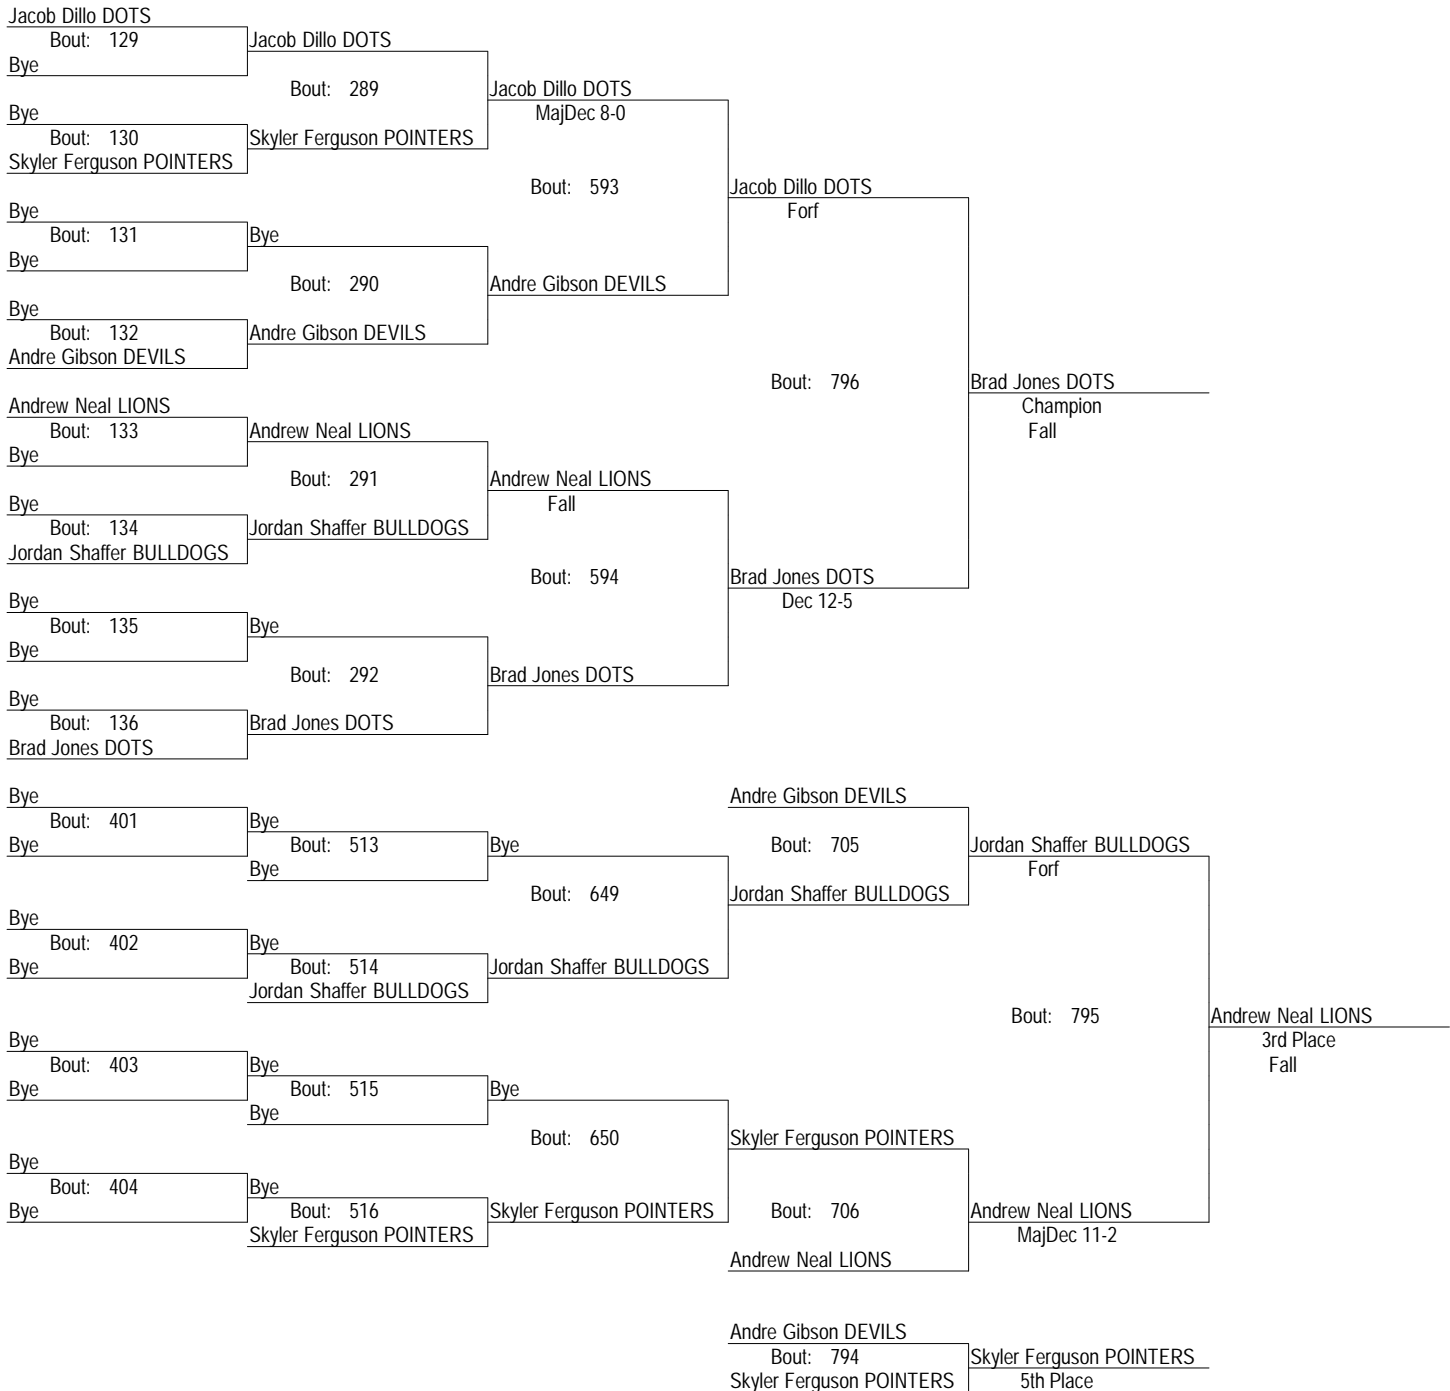 Jacob Dillo DOTS
Bout: 129 Jacob Dillo DOTS
Bye
Bout: 289 Jacob Dillo DOTS
Bye MajDec 8-0
Bout: 130 Skyler Ferguson POINTERS
Skyler Ferguson POINTERS
Bout: 593 Jacob Dillo DOTS
Bye Forf
Bout: 131 Bye
Bye
Bout: 290 Andre Gibson DEVILS
Bye
Bout: 132 Andre Gibson DEVILS
Andre Gibson DEVILS
Bout: 796 Brad Jones DOTS
Andrew Neal LIONS Champion
Bout: 133 Andrew Neal LIONS Fall
Bye
Bout: 291 Andrew Neal LIONS
Bye Fall
Bout: 134 Jordan Shaffer BULLDOGS
Jordan Shaffer BULLDOGS
Bout: 594 Brad Jones DOTS
Bye Dec 12-5
Bout: 135 Bye
Bye
Bout: 292 Brad Jones DOTS
Bye
Bout: 136 Brad Jones DOTS
Brad Jones DOTS
Bye Andre Gibson DEVILS
Bout: 401 Bye
Bye Bout: 513 Bye Bout: 705 Jordan Shaffer BULLDOGS
Bye Forf
Bout: 649 Jordan Shaffer BULLDOGS
Bye
Bout: 402 Bye
Bye Bout: 514 Jordan Shaffer BULLDOGS
Jordan Shaffer BULLDOGS
Bout: 795 Andrew Neal LIONS
Bye 3rd Place
Bout: 403 Bye Fall
Bye Bout: 515 Bye
Bye
Bout: 650 Skyler Ferguson POINTERS
Bye
Bout: 404 Bye
Bye Bout: 516 Skyler Ferguson POINTERS Bout: 706 Andrew Neal LIONS
Skyler Ferguson POINTERS MajDec 11-2
Andrew Neal LIONS
Andre Gibson DEVILS
Bout: 794 Skyler Ferguson POINTERS
Skyler Ferguson POINTERS 5th Place